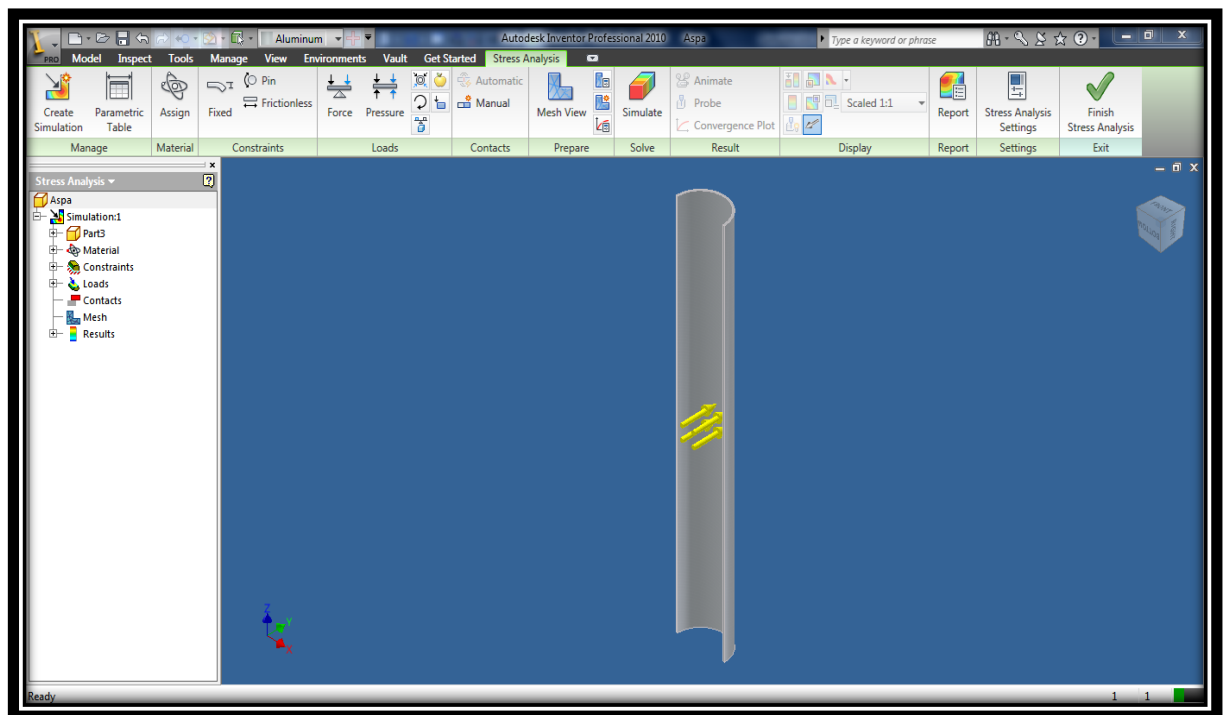 Aluminum
Autodesk Inventor Professional 2010 Aspa
Type a keyword or phrase
PRO Model Inspect Tools Manage View Environments Vault Get Started Stress Analysis
Create Simulation
Parametric Table
Assign
Fixed
Pin
Frictionless
Force
Pressure
Automatic
Manual
Mesh View
Simulate
Animate
Probe
Convergence Plot
Scaled 1:1
Report
Stress Analysis Settings
Finish Stress Analysis
Manage Material Constraints Loads Contacts Prepare Solve Result Display Report Settings Exit
Stress Analysis
Aspa
Simulation:1
Part3
Material
Constraints
Loads
Contacts
Mesh
Results
FRONT
Z
Y
X
Ready
1 1